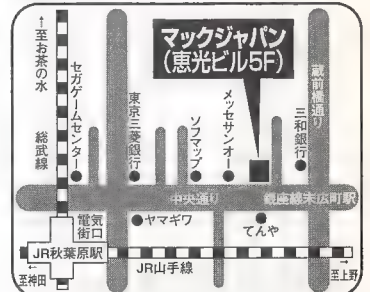 マックジャパン
(恵光ビル5F)
←至お茶の水
総武線
セガゲームセンター
東京三菱銀行
ソフマップ
メッセサンオー
三和銀行
蔵前橋通り
中央通り
銀座線末広町駅
電気街口
ヤマギワ
てんや
JR秋葉原駅
JR山手線
←至神田
→至上野